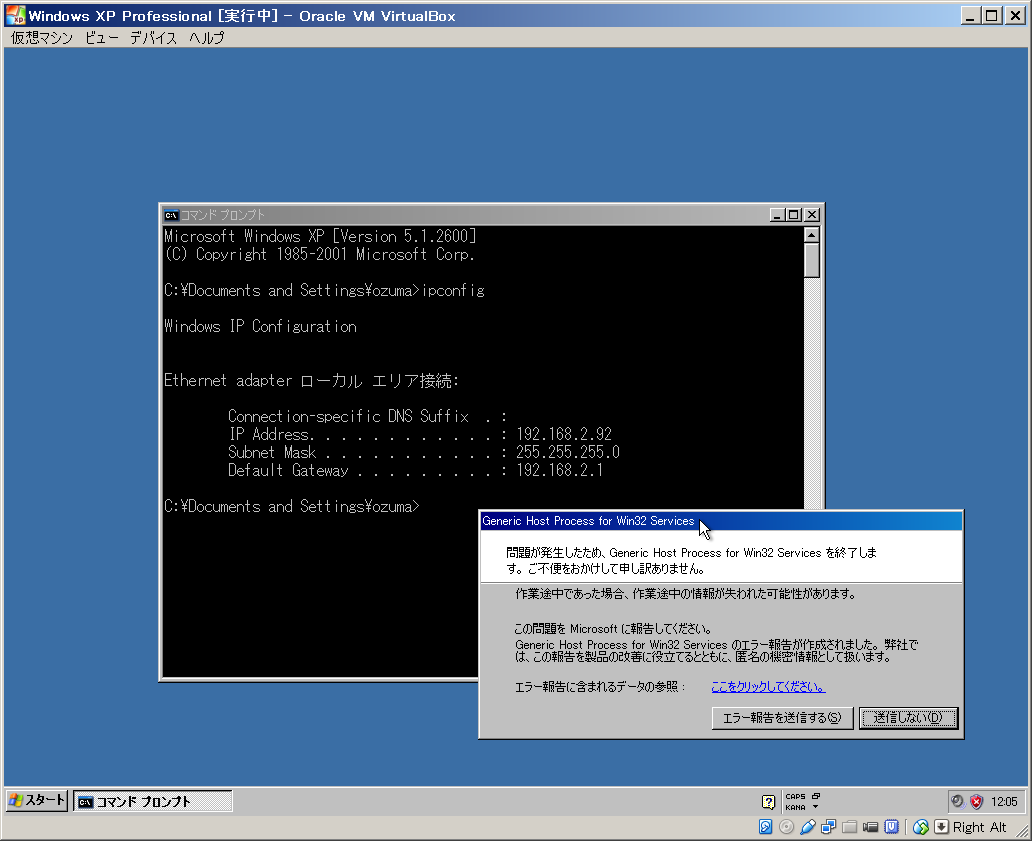 Windows XP Professional [実行中] - Oracle VM VirtualBox
仮想マシン ビュー デバイス ヘルプ
コマンド プロンプト
Microsoft Windows XP [Version 5.1.2600]
(C) Copyright 1985-2001 Microsoft Corp.
C:¥Documents and Settings¥ozuma>ipconfig
Windows IP Configuration
Ethernet adapter ローカル エリア接続:
Connection-specific DNS Suffix . :
IP Address. . . . . . . . . . . . : 192.168.2.92
Subnet Mask . . . . . . . . . . . : 255.255.255.0
Default Gateway . . . . . . . . . : 192.168.2.1
C:¥Documents and Settings¥ozuma>
Generic Host Process for Win32 Services
問題が発生したため、Generic Host Process for Win32 Services を終了しま
す。ご不便をおかけして申し訳ありません。
作業途中であった場合、作業途中の情報が失われた可能性があります。
この問題を Microsoft に報告してください。
Generic Host Process for Win32 Services のエラー報告が作成されました。弊社で
は、この報告を製品の改善に役立てるとともに、匿名の機密情報として扱います。
エラー報告に含まれるデータの参照: ここをクリックしてください。
エラー報告を送信する(S) 送信しない(D)
スタート コマンド プロンプト CAPS KANA 12:05
Right Alt